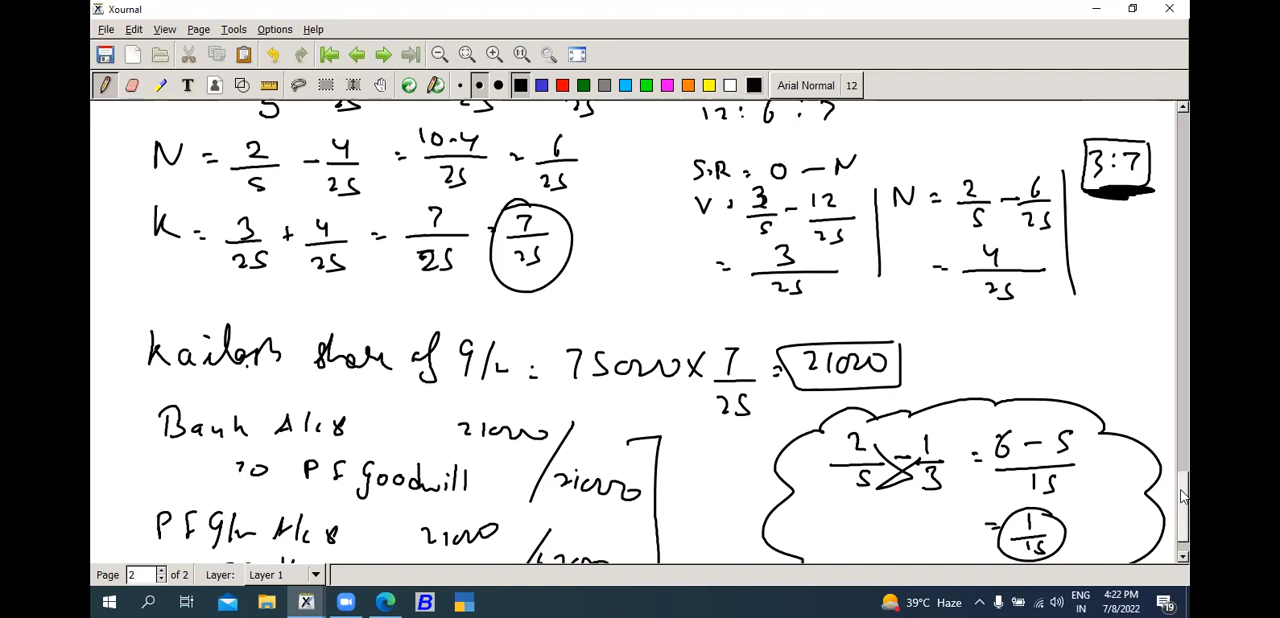 Xournal
File Edit View Page Tools Options Help
Arial Normal 12
12 : 6 : 7
N = 2/5 - 4/25 = 10-4/25 = 6/25
K = 3/25 + 4/25 = 7/25 = 7/25
S.R = O - N
V = 3/5 - 12/25
= 3/25
N = 2/5 - 6/25
= 4/25
3:7
Kailash share of G/w = 75000 × 7/25 = 21000
Bank A/c 21000
To PF Goodwill 21000
PF G/w A/c 21000
2/5 - 1/3 = 6 - 5/15
= 1/15
Page 2 of 2 Layer: Layer 1
39°C Haze
ENG
IN
4:22 PM
7/8/2022
19